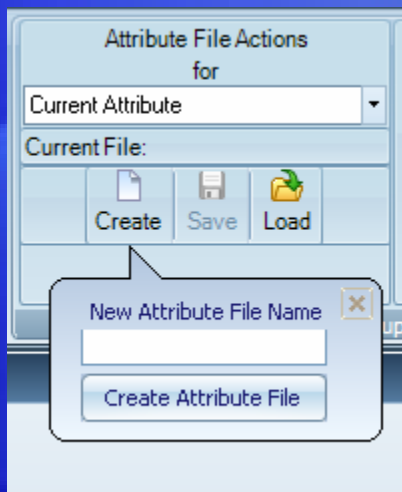 Attribute File Actions
for
Current Attribute
Current File:
Create Save Load
New Attribute File Name
Create Attribute File